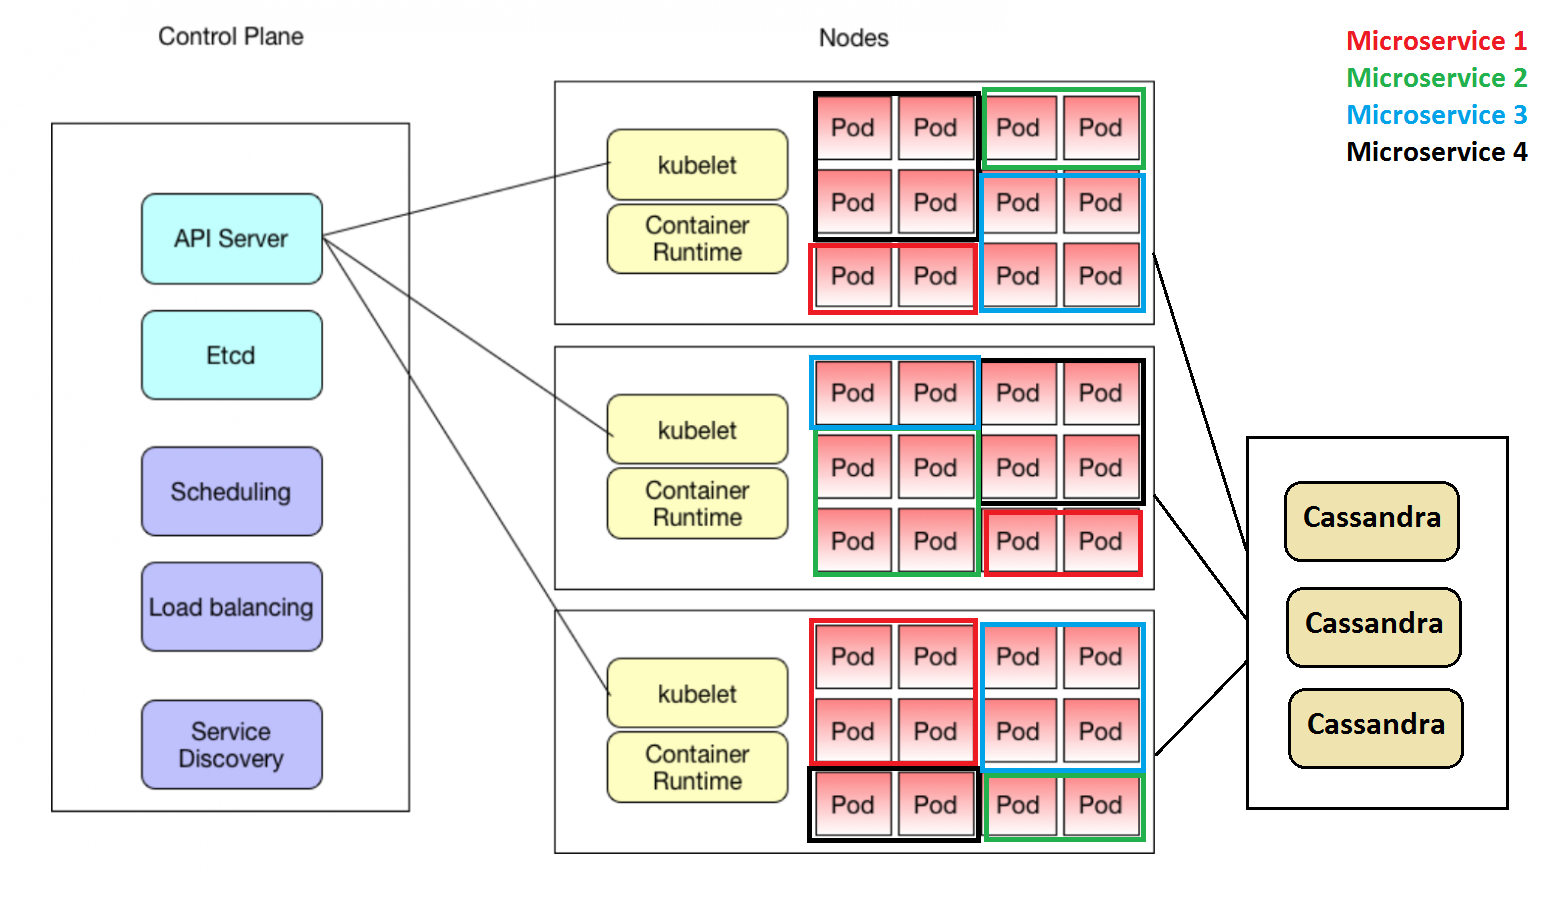 Control Plane
Nodes
Microservice 1
Microservice 2
Microservice 3
Microservice 4
API Server
Etcd
Scheduling
Load balancing
Service
Discovery
kubelet
Container
Runtime
Pod Pod Pod Pod
Pod Pod Pod Pod
Pod Pod Pod Pod
kubelet
Container
Runtime
Pod Pod Pod Pod
Pod Pod Pod Pod
Pod Pod Pod Pod
kubelet
Container
Runtime
Pod Pod Pod Pod
Pod Pod Pod Pod
Pod Pod Pod Pod
Cassandra
Cassandra
Cassandra